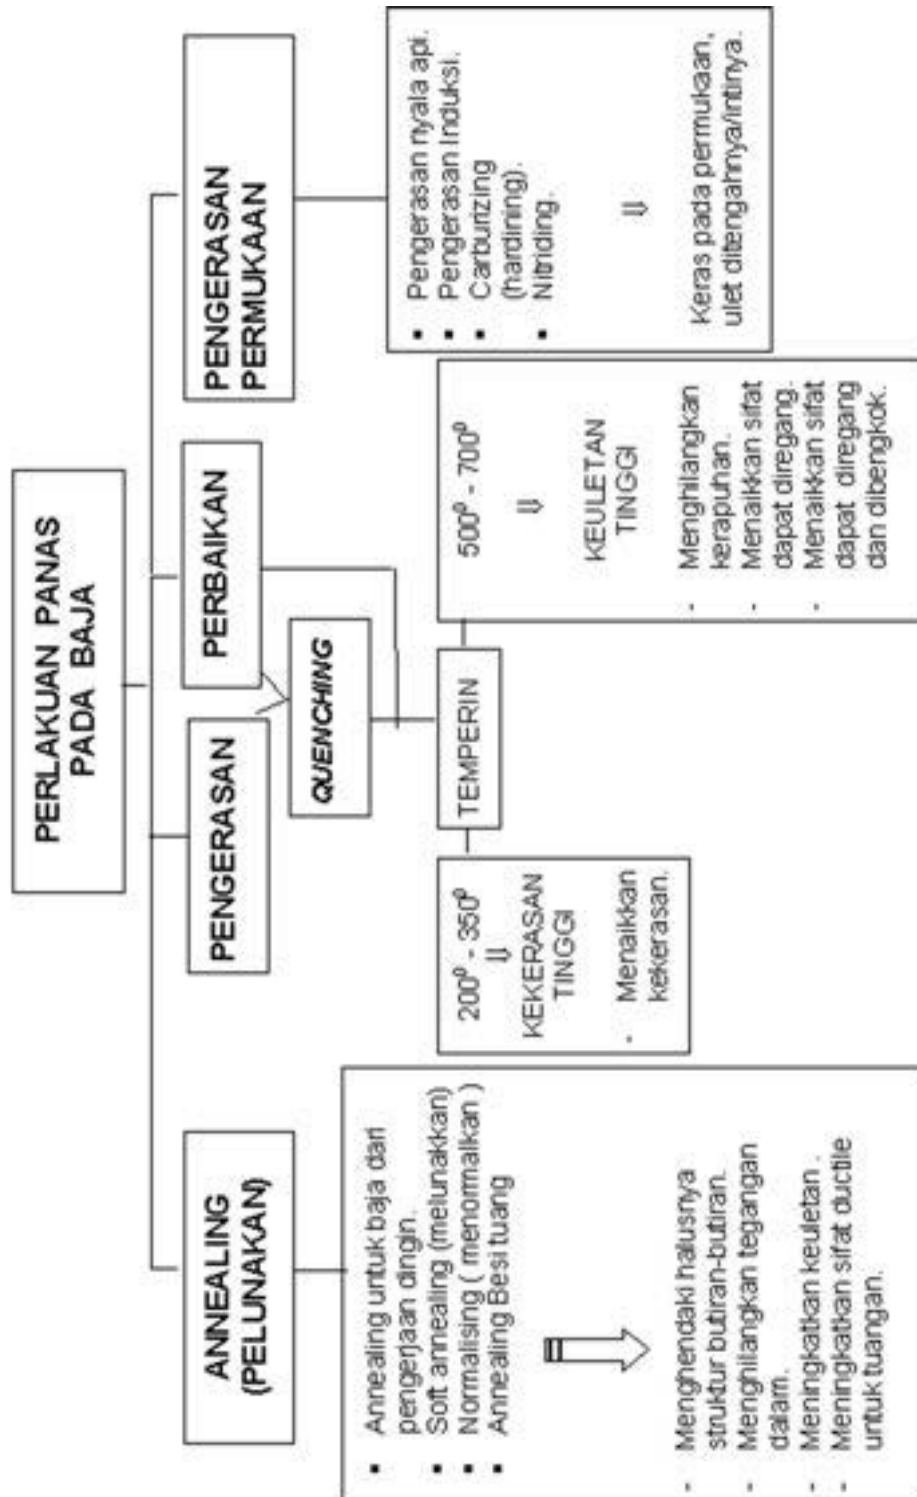 PERLAKUAN PANAS
PADA BAJA
ANNEALING
(PELUNAKAN)
PENGERASAN
PERBAIKAN
PENGERASAN
PERMUKAAN
QUENCHING
TEMPERIN
▪ Annealing untuk baja dari
pengerjaan dingin.
▪ Soft annealing (melunakkan)
▪ Normalising ( menormalkan )
▪ Annealing Besi tuang
- Menghendaki halusnya
struktur butiran-butiran.
- Menghilangkan tegangan
dalam.
- Meningkatkan keuletan .
- Meningkatkan sifat ductile
untuk tuangan.
200⁰ - 350⁰
⇓
KEKERASAN
TINGGI
- Menaikkan
kekerasan.
500⁰ - 700⁰
⇓
KEULETAN
TINGGI
- Menghilangkan
kerapuhan.
- Menaikkan sifat
dapat diregang.
- Menaikkan sifat
dapat diregang
dan dibengkok.
▪ Pengerasan nyala api.
▪ Pengerasan Induksi.
▪ Carburizing
(hardining).
▪ Nitriding.
⇓
Keras pada permukaan,
ulet ditengahnya/intinya.